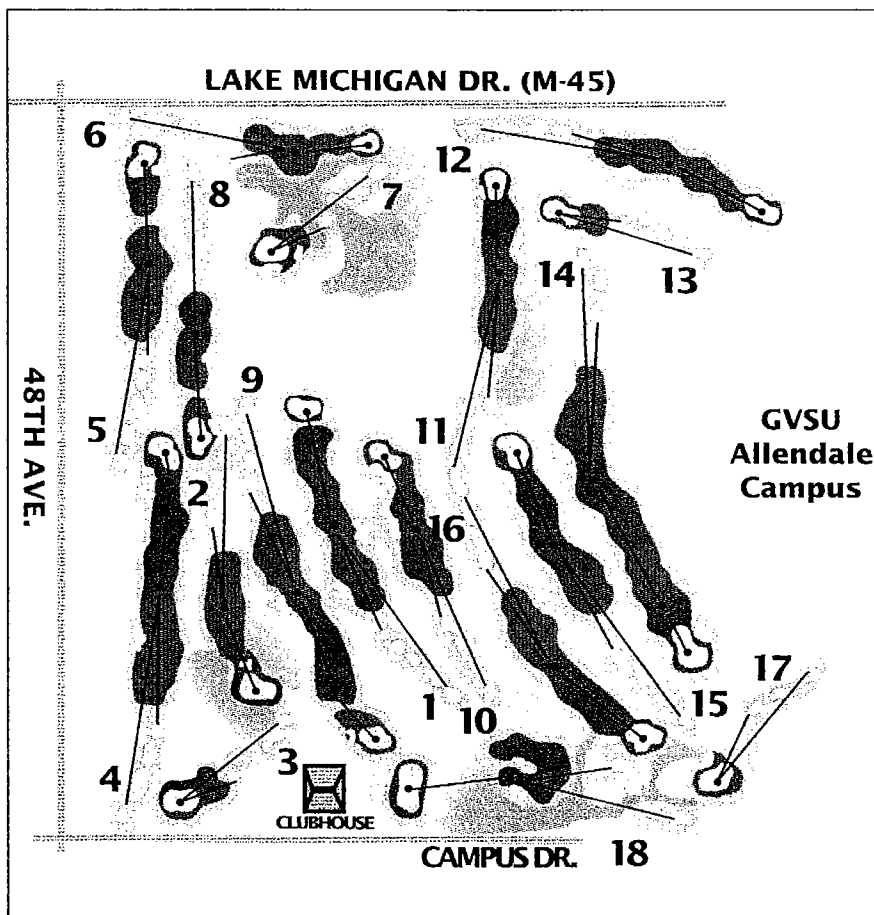 LAKE MICHIGAN DR. (M-45)
6
12
8
7
14
13
48TH AVE.
9
5
11
GVSU
Allendale
Campus
2
16
17
1
10
15
4
3
CLUBHOUSE
CAMPUS DR.
18